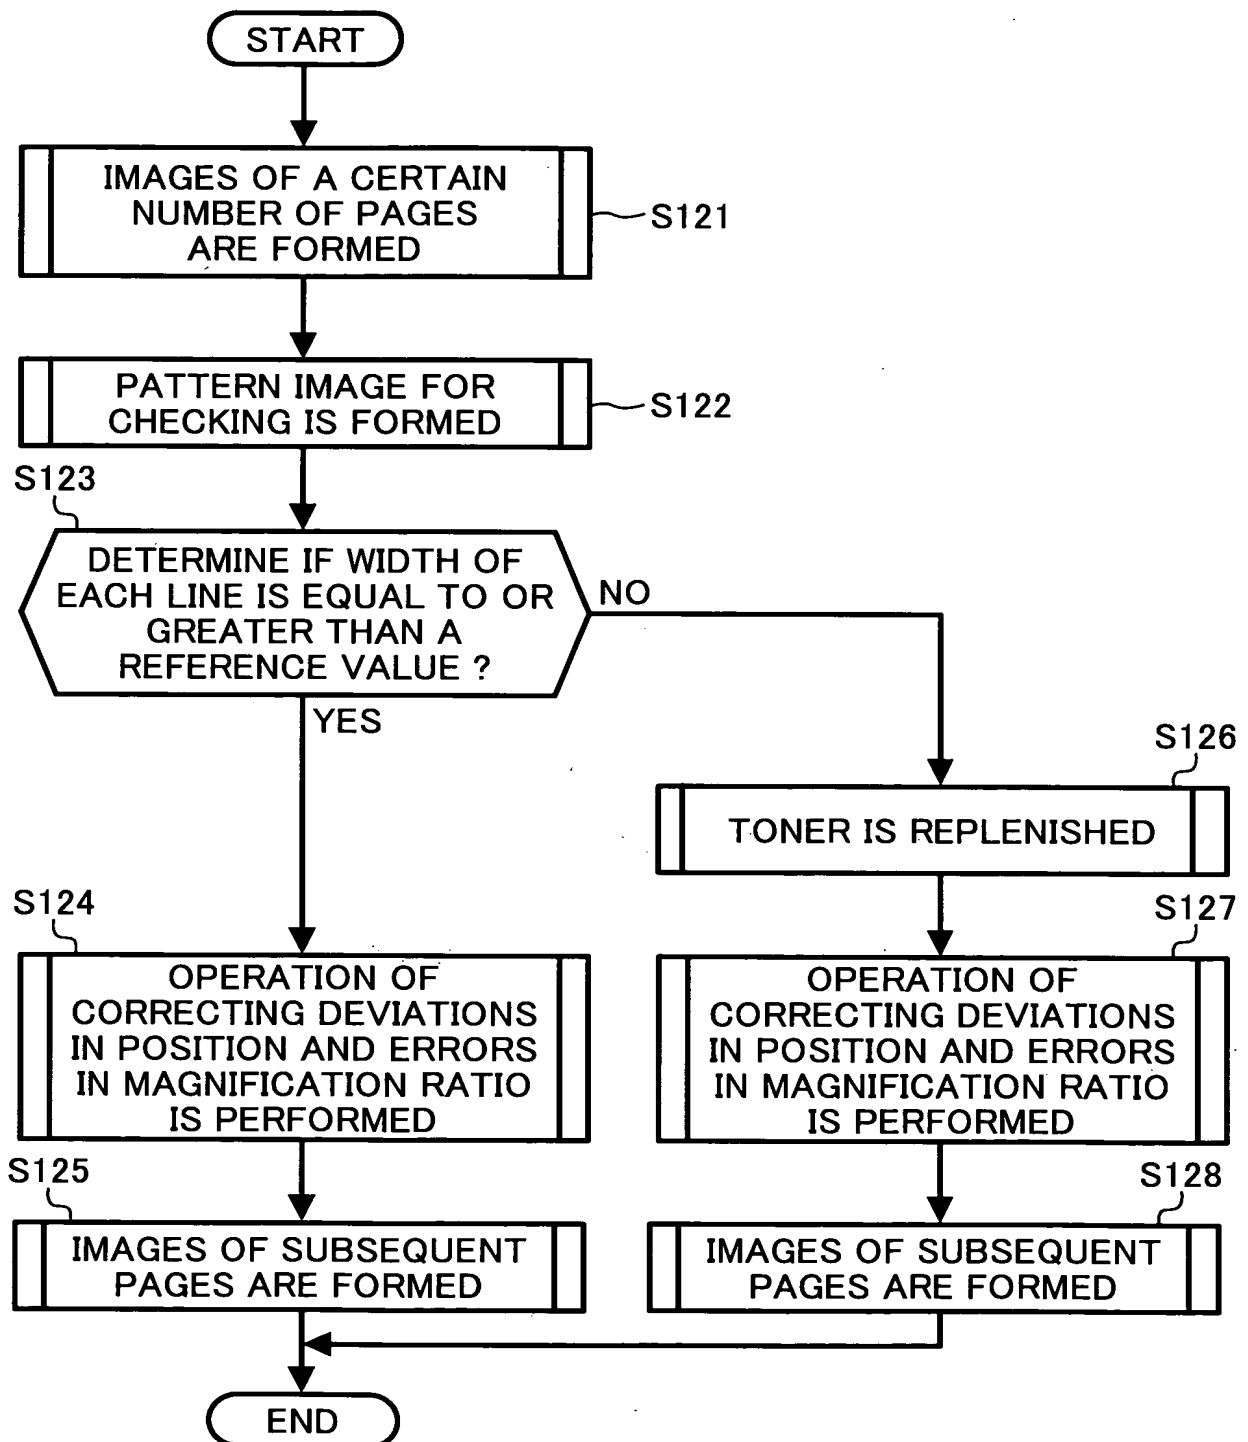 START
IMAGES OF A CERTAIN
NUMBER OF PAGES
ARE FORMED
S121
PATTERN IMAGE FOR
CHECKING IS FORMED
S122
S123
DETERMINE IF WIDTH OF
EACH LINE IS EQUAL TO OR
GREATER THAN A
REFERENCE VALUE ?
NO
YES
S126
TONER IS REPLENISHED
S124
OPERATION OF
CORRECTING DEVIATIONS
IN POSITION AND ERRORS
IN MAGNIFICATION RATIO
IS PERFORMED
S127
OPERATION OF
CORRECTING DEVIATIONS
IN POSITION AND ERRORS
IN MAGNIFICATION RATIO
IS PERFORMED
S125
IMAGES OF SUBSEQUENT
PAGES ARE FORMED
S128
IMAGES OF SUBSEQUENT
PAGES ARE FORMED
END